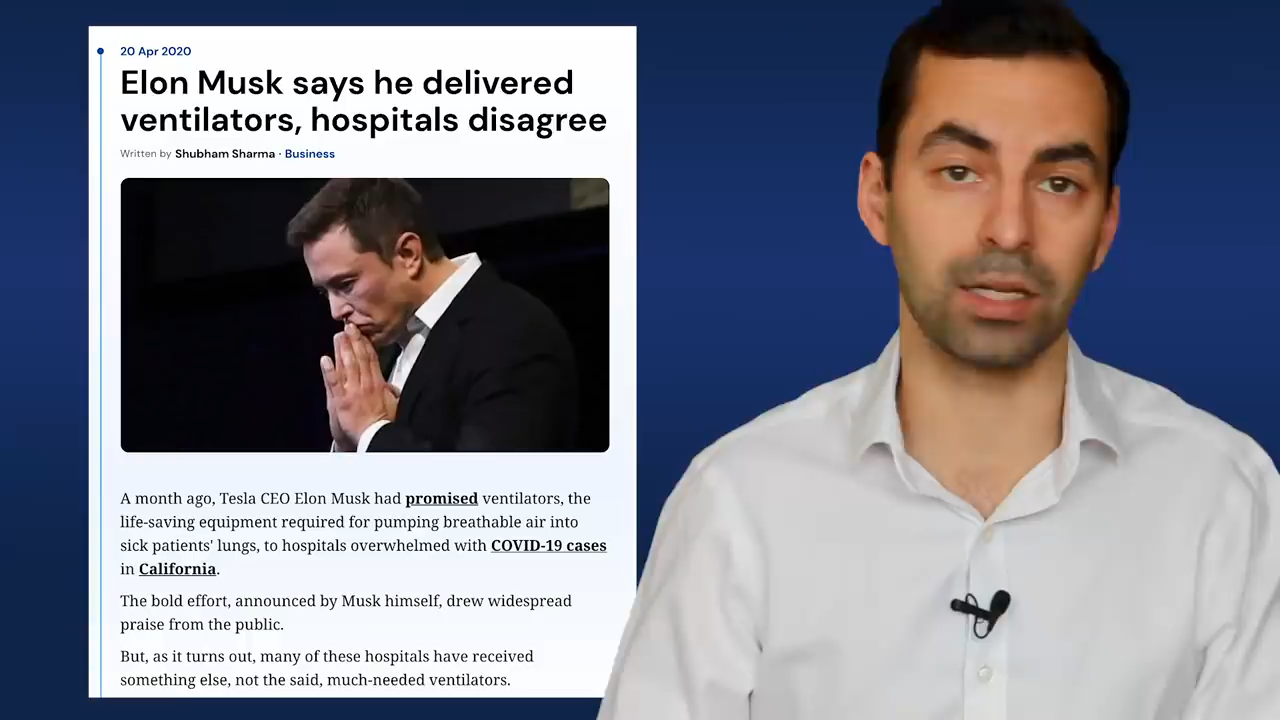 20 Apr 2020
Elon Musk says he delivered
ventilators, hospitals disagree
Written by Shubham Sharma · Business
A month ago, Tesla CEO Elon Musk had promised ventilators, the
life-saving equipment required for pumping breathable air into
sick patients' lungs, to hospitals overwhelmed with COVID-19 cases
in California.
The bold effort, announced by Musk himself, drew widespread
praise from the public.
But, as it turns out, many of these hospitals have received
something else, not the said, much-needed ventilators.